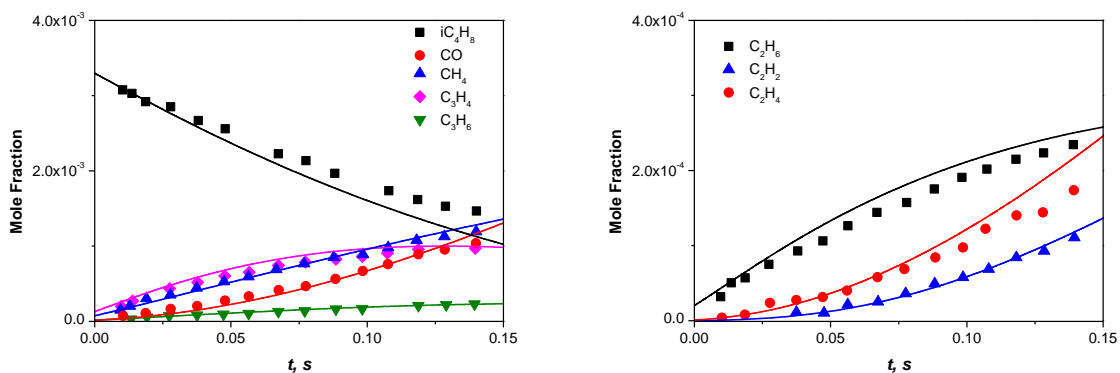 4.0x10⁻³
2.0x10⁻³
0.0
Mole Fraction
0.00 0.05 0.10 0.15
t, s
iC₄H₈
CO
CH₄
C₃H₄
C₃H₆
4.0x10⁻⁴
2.0x10⁻⁴
0.0
Mole Fraction
0.00 0.05 0.10 0.15
t, s
C₂H₆
C₂H₂
C₂H₄